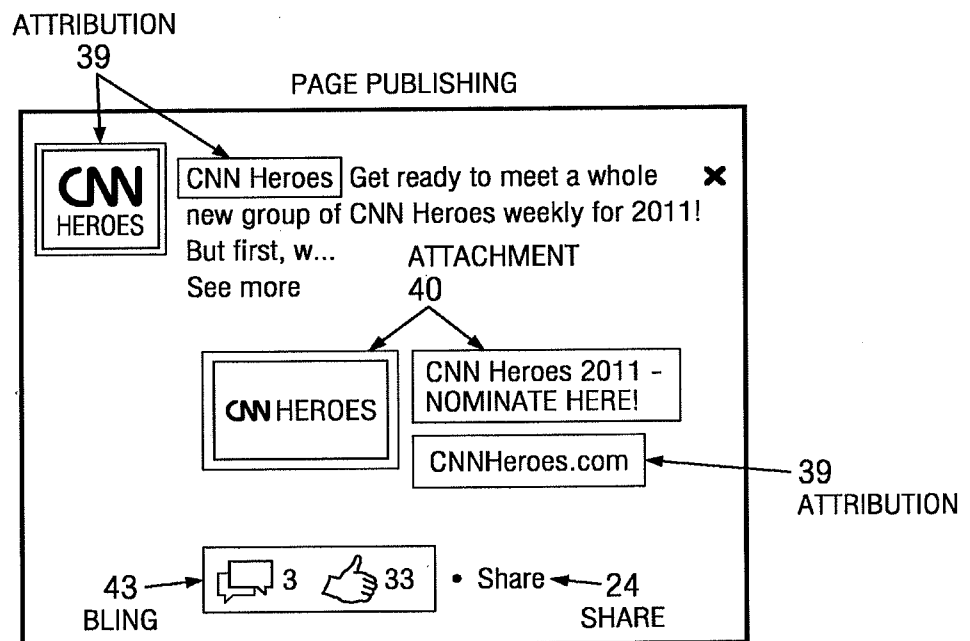 ATTRIBUTION
39
PAGE PUBLISHING
CNN
HEROES
CNN Heroes Get ready to meet a whole
new group of CNN Heroes weekly for 2011!
But first, w...
See more
ATTACHMENT
40
CNN HEROES
CNN Heroes 2011 -
NOMINATE HERE!
CNNHeroes.com
39
ATTRIBUTION
43
BLING
3 33 • Share
24
SHARE